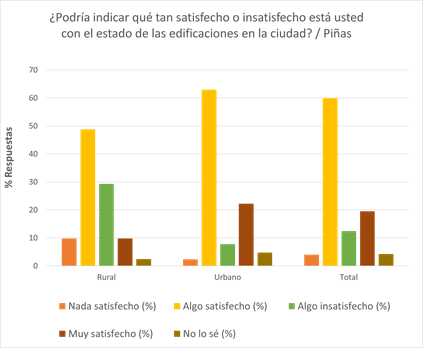 ¿Podría indicar qué tan satisfecho o insatisfecho está usted
con el estado de las edificaciones en la ciudad? / Piñas
% Respuestas
70
60
50
40
30
20
10
0
Rural Urbano Total
Nada satisfecho (%) Algo satisfecho (%) Algo insatisfecho (%)
Muy satisfecho (%) No lo sé (%)